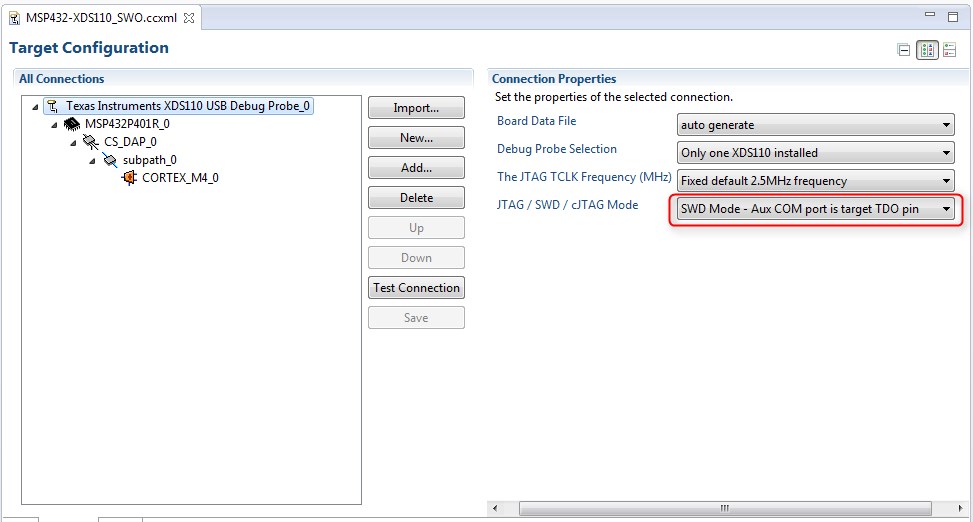 MSP432-XDS110_SWO.ccxml
Target Configuration
All Connections
Texas Instruments XDS110 USB Debug Probe_0
MSP432P401R_0
CS_DAP_0
subpath_0
CORTEX_M4_0
Import...
New...
Add...
Delete
Up
Down
Test Connection
Save
Connection Properties
Set the properties of the selected connection.
Board Data File
auto generate
Debug Probe Selection
Only one XDS110 installed
The JTAG TCLK Frequency (MHz)
Fixed default 2.5MHz frequency
JTAG / SWD / cJTAG Mode
SWD Mode - Aux COM port is target TDO pin